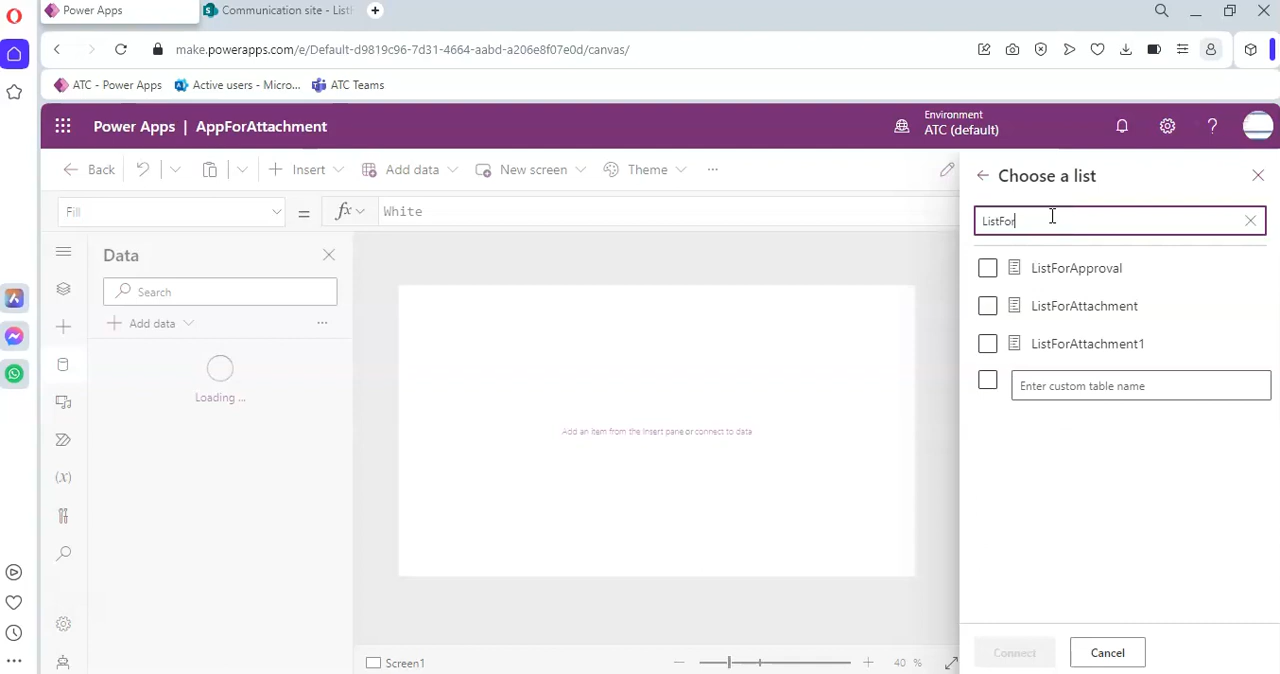 Power Apps
Communication site - Listl
make.powerapps.com/e/Default-d9819c96-7d31-4664-aabd-a206e8f07e0d/canvas/
ATC - Power Apps
Active users - Micro...
ATC Teams
Power Apps | AppForAttachment
Environment
ATC (default)
Back
Insert
Add data
New screen
Theme
...
Fill
=
fx
White
Choose a list
ListFor
ListForApproval
ListForAttachment
ListForAttachment1
Enter custom table name
Connect
Cancel
Data
Search
Add data
...
Loading ...
(x)
Add an item from the Insert pane or connect to data
Screen1
40 %